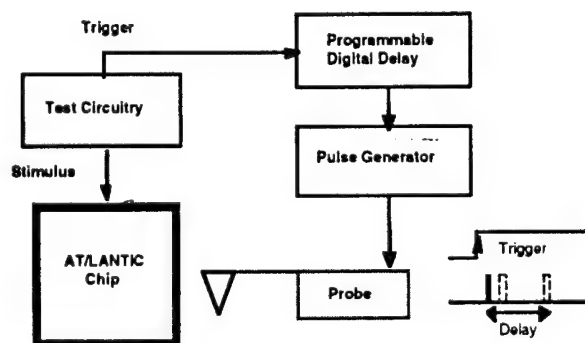 Trigger
Programmable
Digital Delay
Test Circuitry
Pulse Generator
Stimulus
AT/LANTIC
Chip
Probe
Trigger
Delay